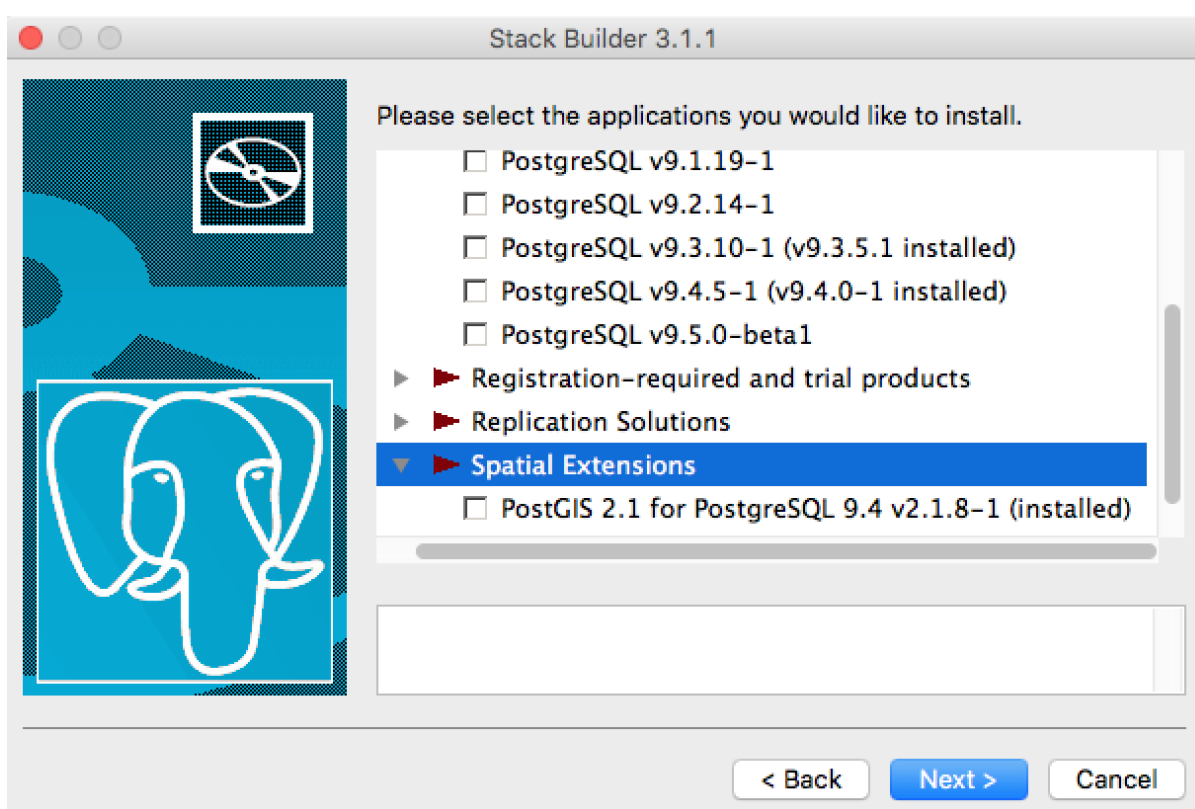 Stack Builder 3.1.1
Please select the applications you would like to install.
PostgreSQL v9.1.19-1
PostgreSQL v9.2.14-1
PostgreSQL v9.3.10-1 (v9.3.5.1 installed)
PostgreSQL v9.4.5-1 (v9.4.0-1 installed)
PostgreSQL v9.5.0-beta1
Registration-required and trial products
Replication Solutions
Spatial Extensions
PostGIS 2.1 for PostgreSQL 9.4 v2.1.8-1 (installed)
< Back
Next >
Cancel